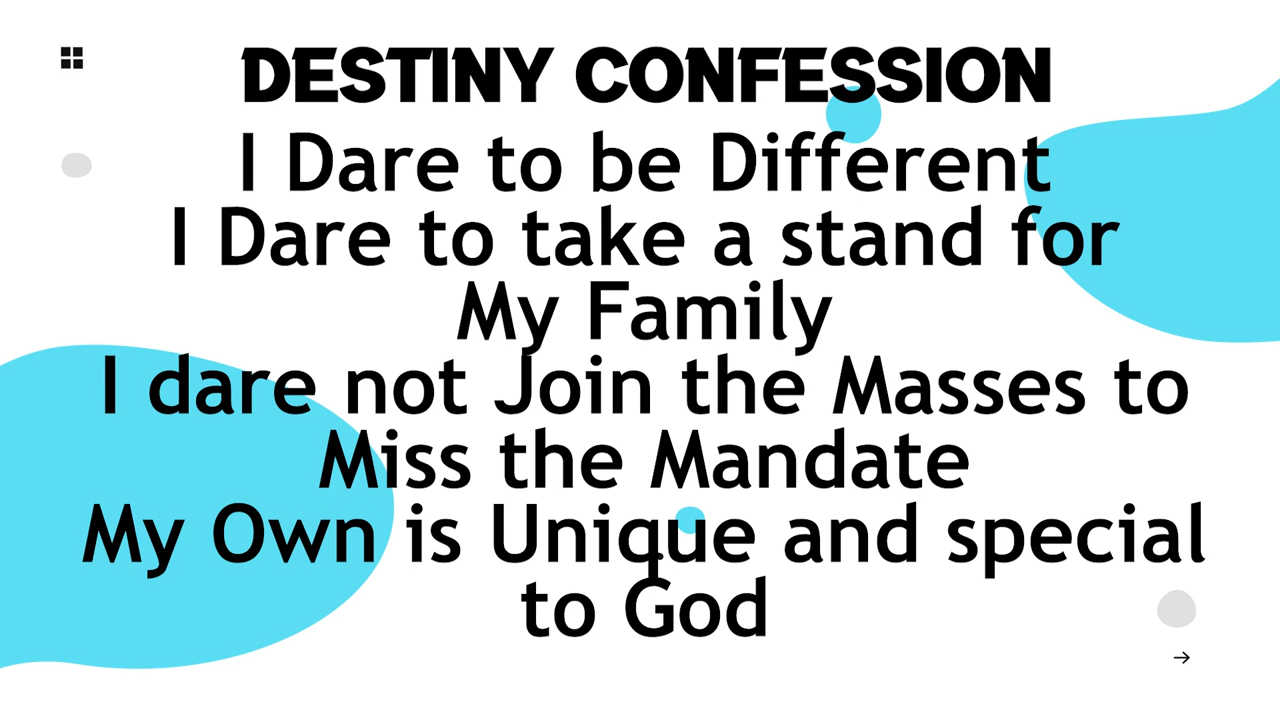 DESTINY CONFESSION
I Dare to be Different
I Dare to take a stand for
My Family
I dare not Join the Masses to
Miss the Mandate
My Own is Unique and special
to God